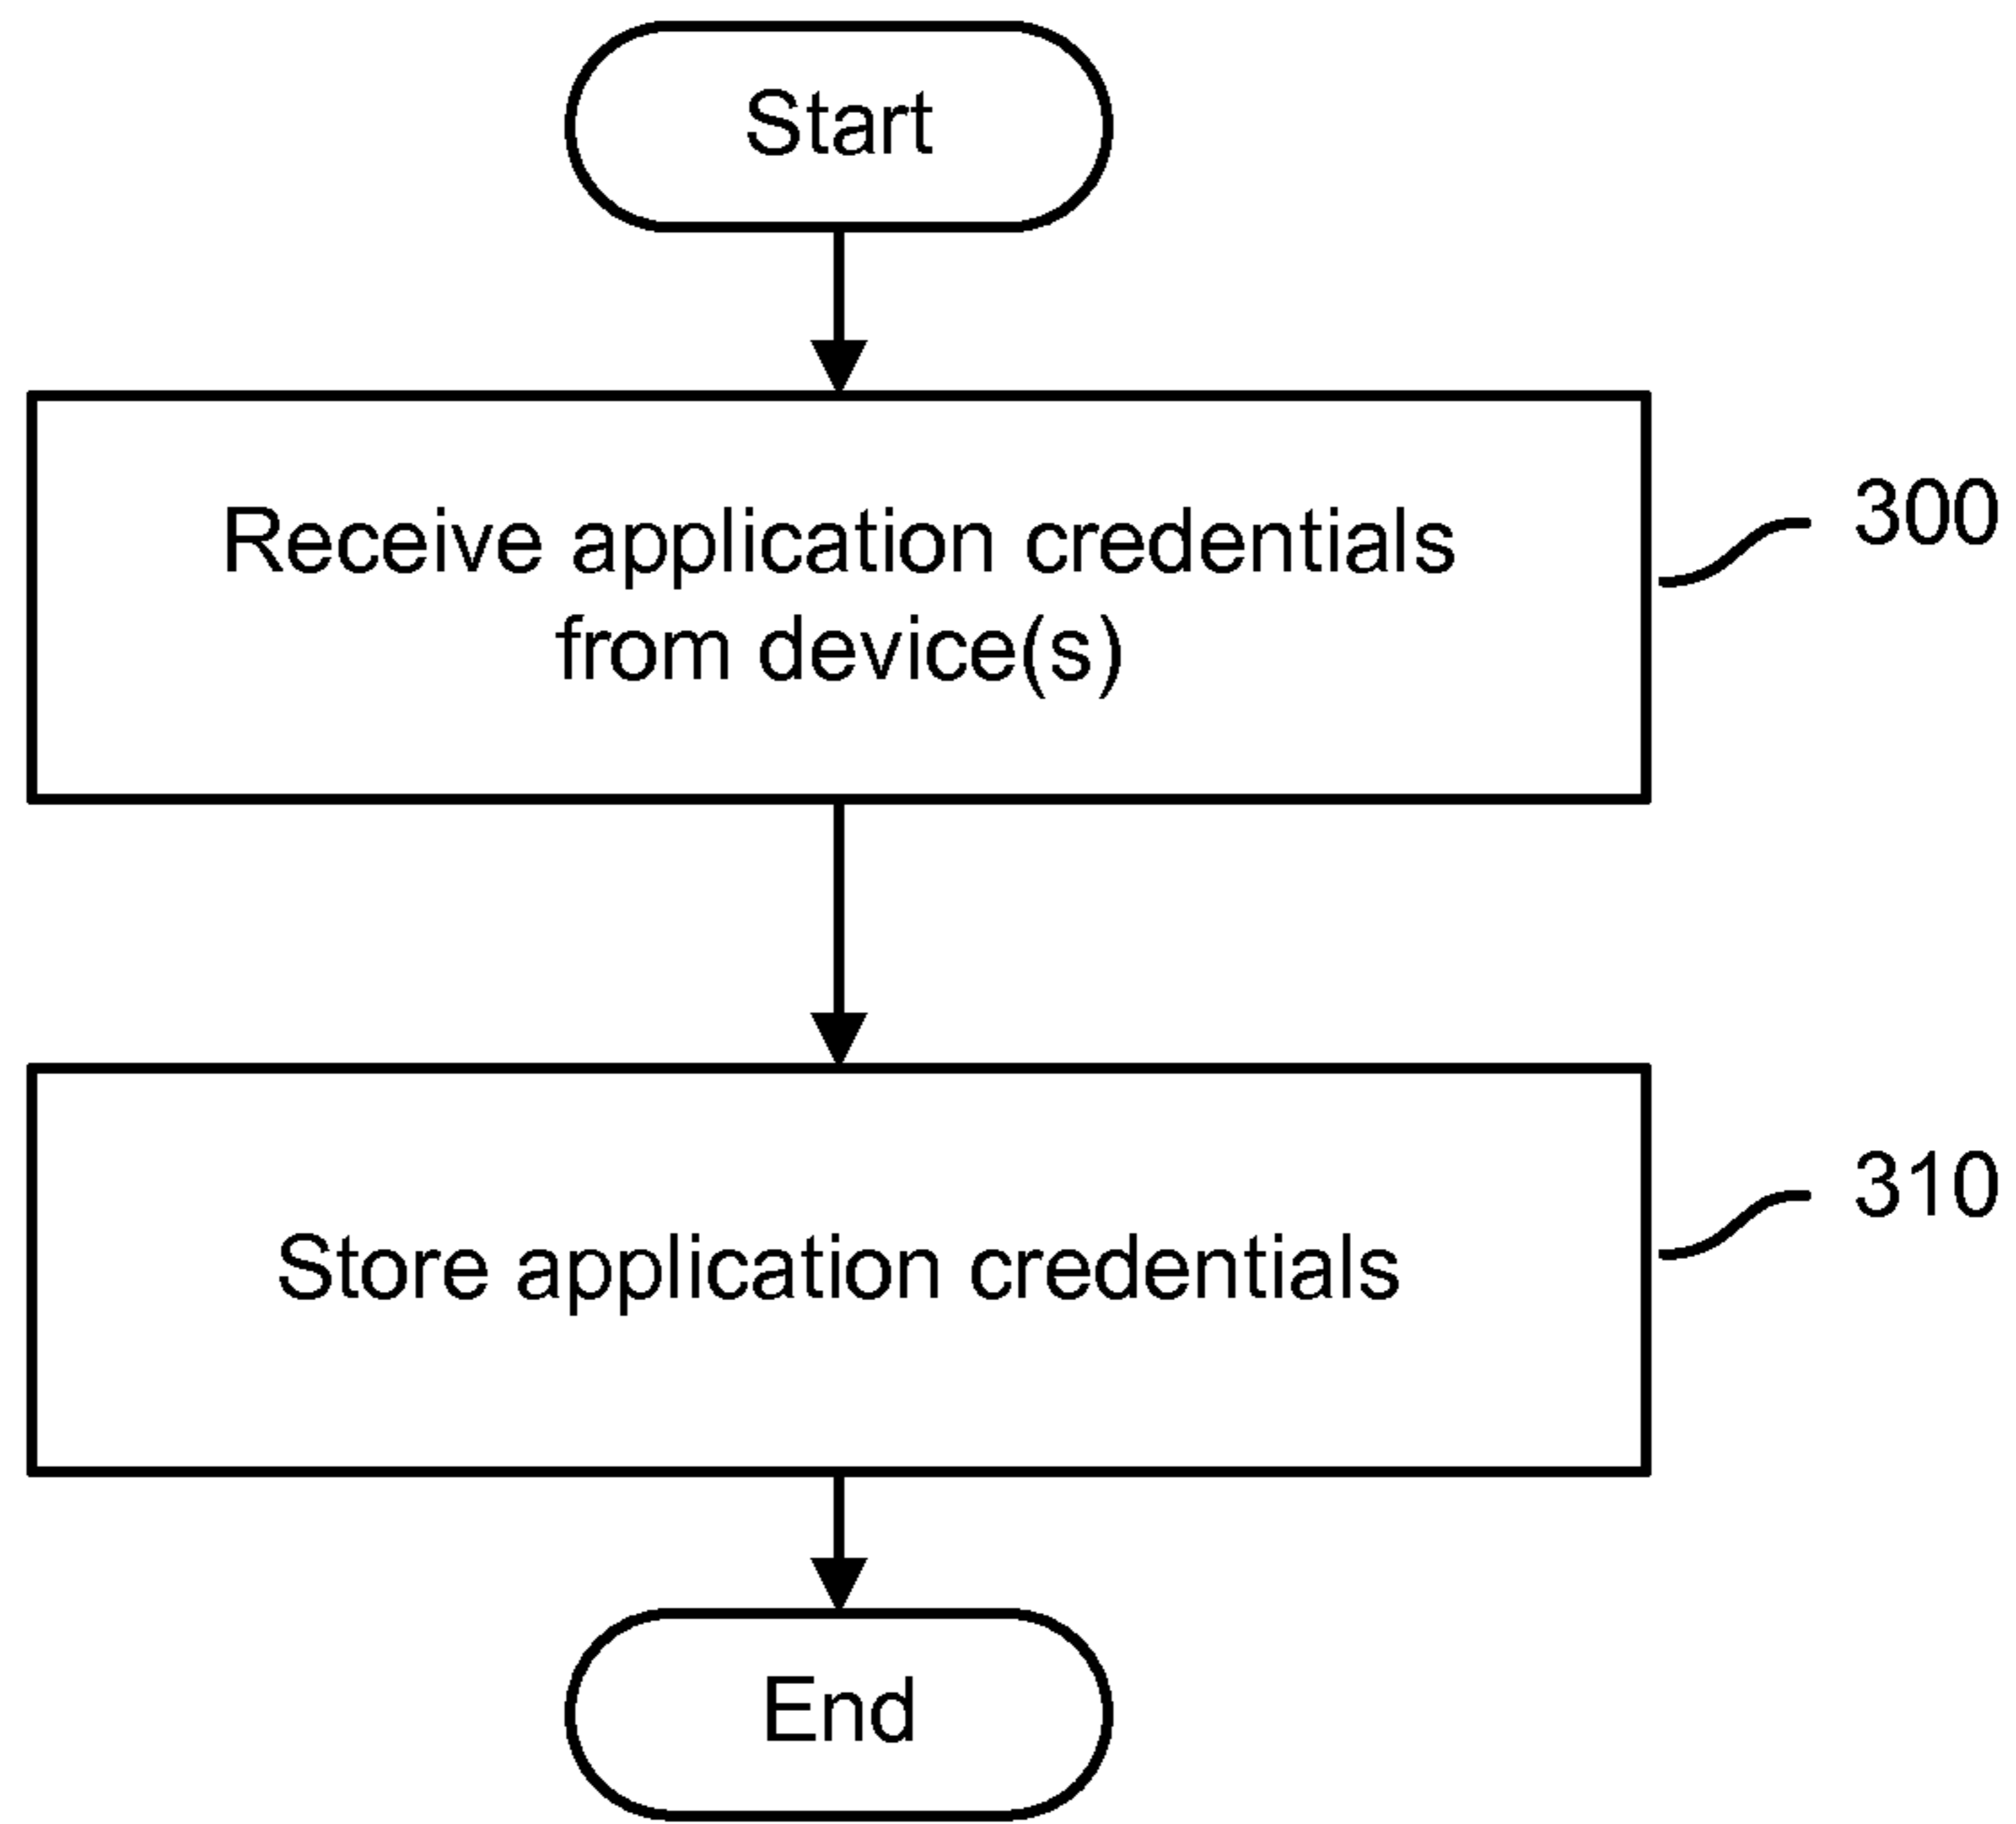 Start
Receive application credentials
from device(s)
300
Store application credentials
310
End